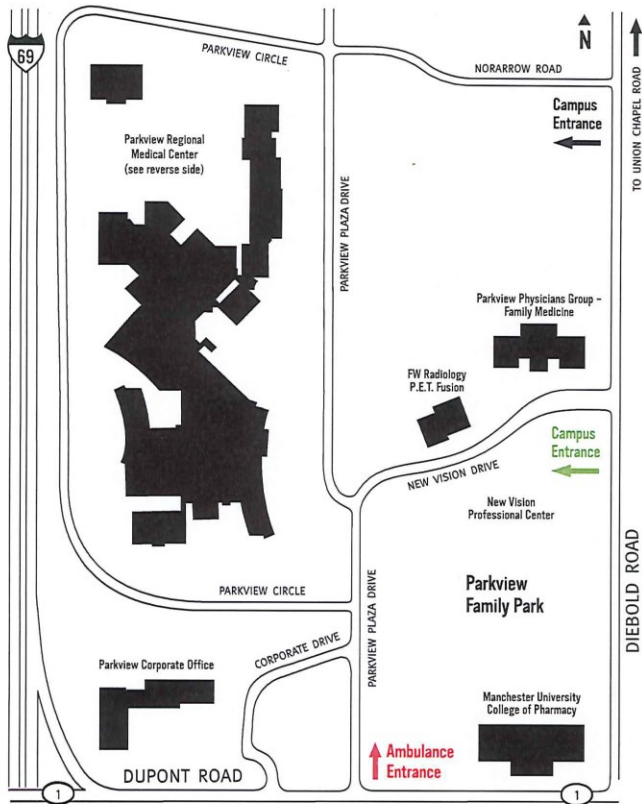 69
PARKVIEW CIRCLE
N
NORARROW ROAD
TO UNION CHAPEL ROAD
Campus
Entrance
Parkview Regional
Medical Center
(see reverse side)
PARKVIEW PLAZA DRIVE
Parkview Physicians Group –
Family Medicine
FW Radiology
P.E.T. Fusion
Campus
Entrance
NEW VISION DRIVE
New Vision
Professional Center
DIEBOLD ROAD
PARKVIEW CIRCLE
PARKVIEW PLAZA DRIVE
Parkview
Family Park
CORPORATE DRIVE
Parkview Corporate Office
Manchester University
College of Pharmacy
Ambulance
Entrance
DUPONT ROAD
1
1